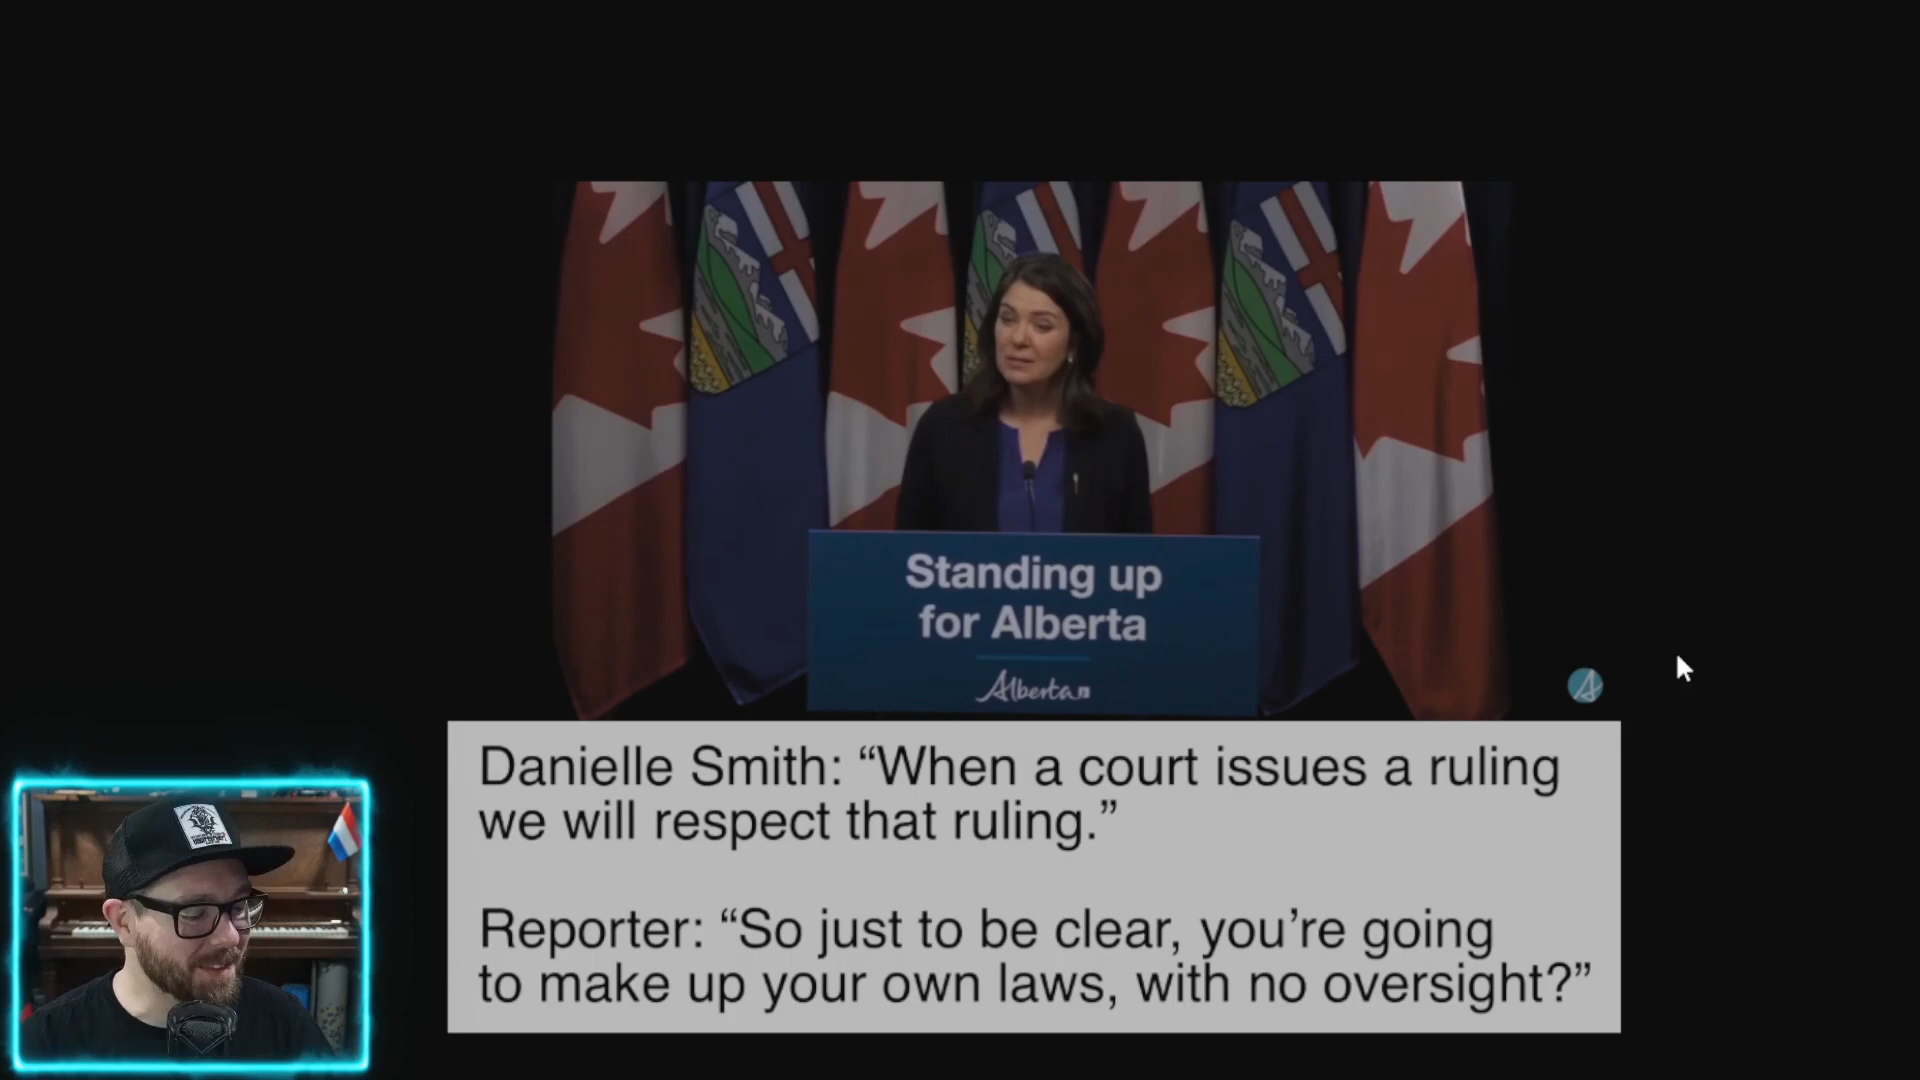 Standing up
for Alberta
Alberta
Danielle Smith: “When a court issues a ruling
we will respect that ruling.”
Reporter: “So just to be clear, you’re going
to make up your own laws, with no oversight?”